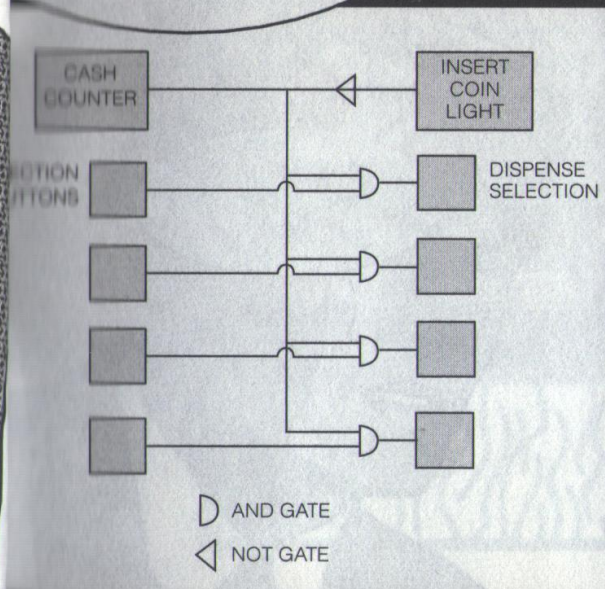 CASH
COUNTER
INSERT
COIN
LIGHT
DISPENSE
SELECTION
AND GATE
NOT GATE